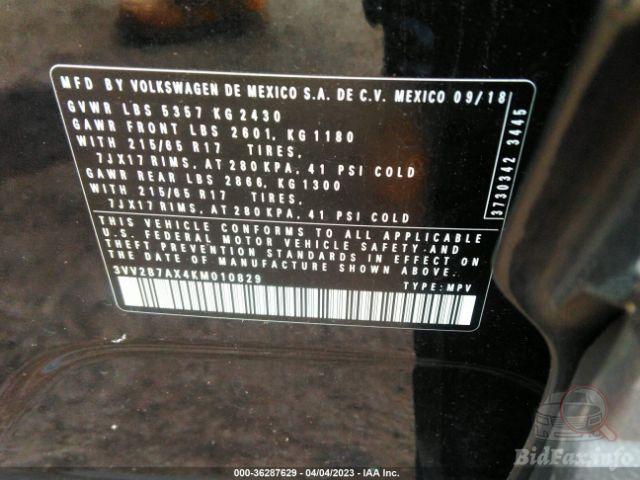 MFD BY VOLKSWAGEN DE MEXICO S.A. DE C.V. MEXICO 09/18
GVWR LBS 5357 KG 2430
GAWR FRONT LBS 2601, KG 1180
WITH 215/65 R17 TIRES,
7JX17 RIMS, AT 280 KPA, 41 PSI COLD
GAWR REAR LBS 2866, KG 1300
WITH 215/65 R17 TIRES,
7JX17 RIMS, AT 280 KPA, 41 PSI COLD
THIS VEHICLE CONFORMS TO ALL APPLICABLE
U.S. FEDERAL MOTOR VEHICLE SAFETY-AND
THEFT PREVENTION STANDARDS IN EFFECT ON
THE DATE OF MANUFACTURE SHOWN ABOVE.
3VV2B7AX4KM010829
TYPE: MPV
3730342 3445
BidFax.info
000-36287629 - 04/04/2023 - IAA Inc.